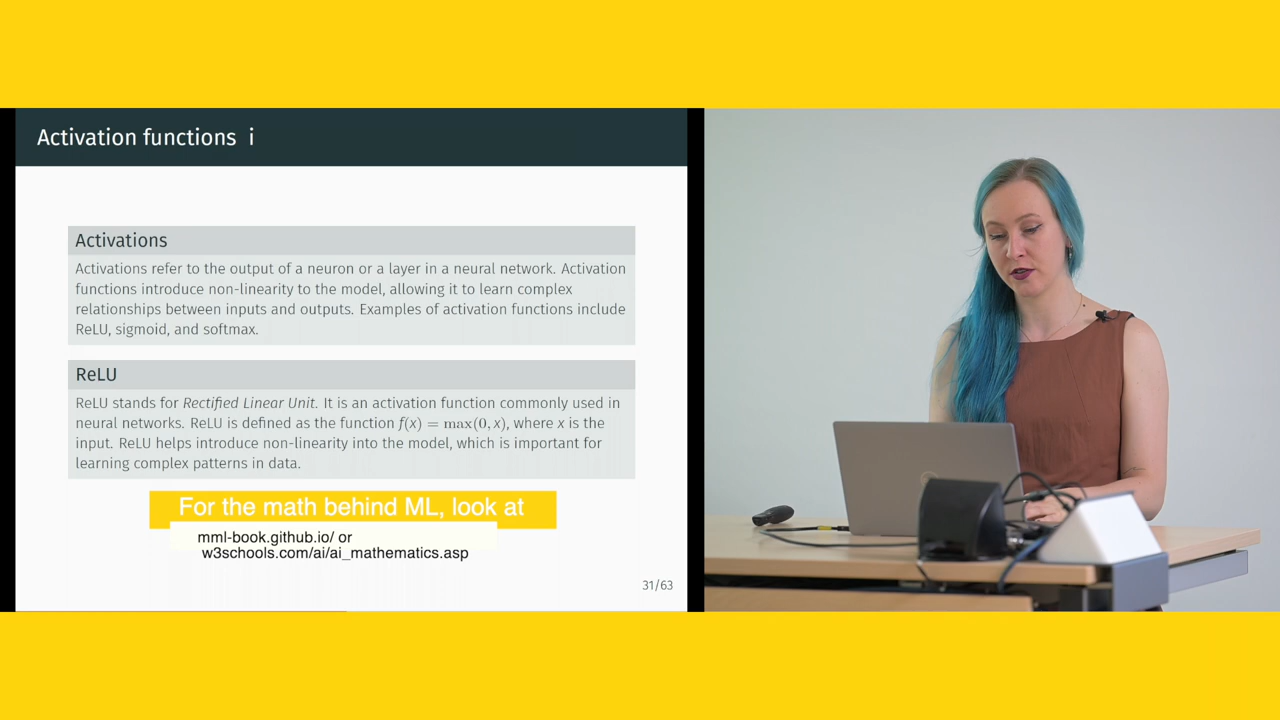 Activation functions i
Activations
Activations refer to the output of a neuron or a layer in a neural network. Activation
functions introduce non-linearity to the model, allowing it to learn complex
relationships between inputs and outputs. Examples of activation functions include
ReLU, sigmoid, and softmax.
ReLU
ReLU stands for Rectified Linear Unit. It is an activation function commonly used in
neural networks. ReLU is defined as the function f(x) = max(0, x), where x is the
input. ReLU helps introduce non-linearity into the model, which is important for
learning complex patterns in data.
For the math behind ML, look at
mml-book.github.io/ or
w3schools.com/ai/ai_mathematics.asp
31/63